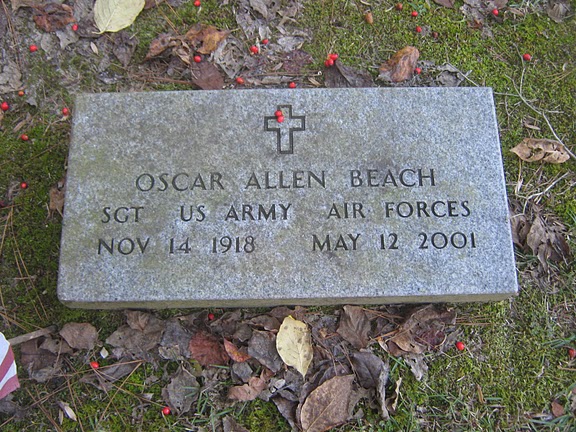 OSCAR ALLEN BEACH
SGT US ARMY AIR FORCES
NOV 14 1918 MAY 12 2001